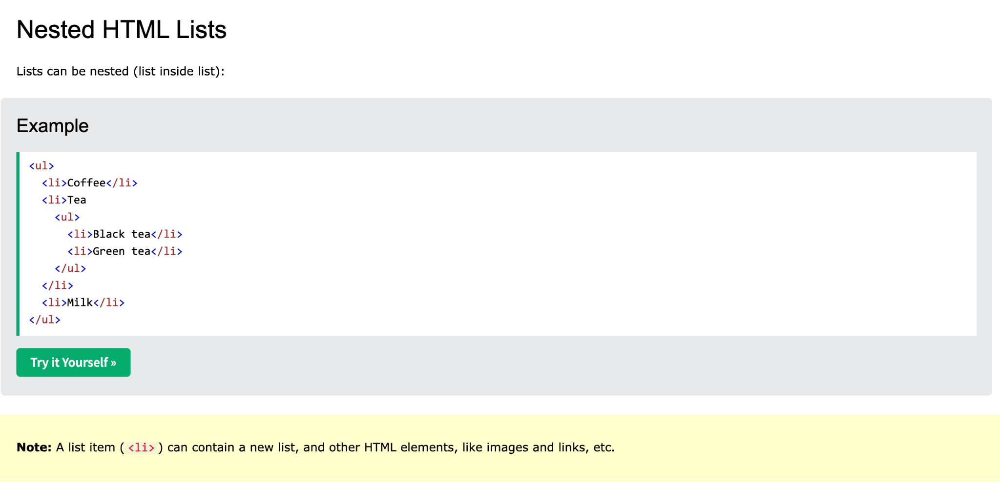 Nested HTML Lists
Lists can be nested (list inside list):
Example
<ul>
  <li>Coffee</li>
  <li>Tea
    <ul>
      <li>Black tea</li>
      <li>Green tea</li>
    </ul>
  </li>
  <li>Milk</li>
</ul>
Try it Yourself »
Note: A list item (<li>) can contain a new list, and other HTML elements, like images and links, etc.